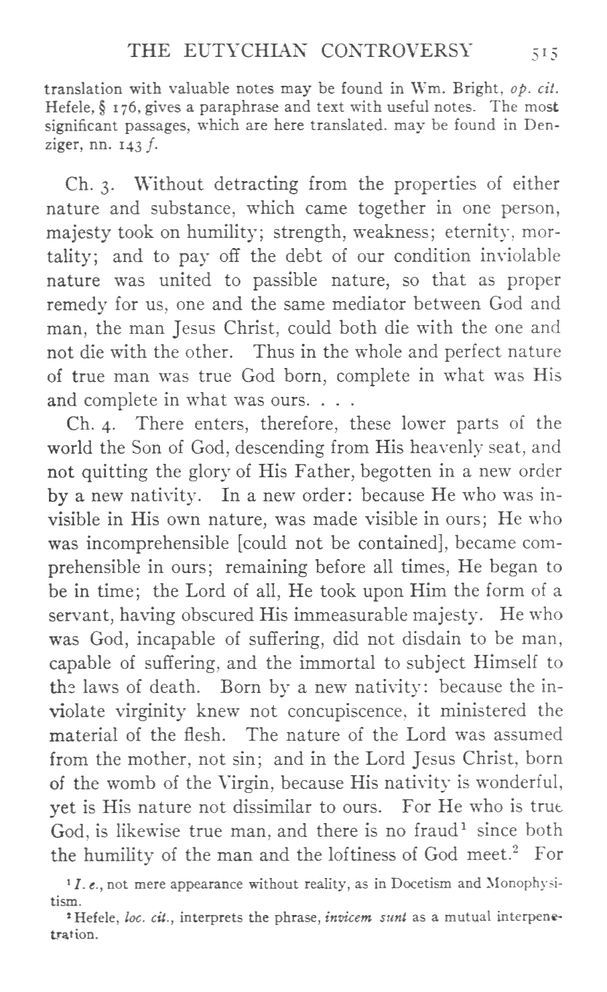 THE EUTYCHIAN CONTROVERSY 515
translation with valuable notes may be found in Wm. Bright, op. cit.
Hefele, § 176, gives a paraphrase and text with useful notes. The most
significant passages, which are here translated. may be found in Den-
ziger, nn. 143 f.
Ch. 3. Without detracting from the properties of either
nature and substance, which came together in one person,
majesty took on humility; strength, weakness; eternity, mor-
tality; and to pay off the debt of our condition inviolable
nature was united to passible nature, so that as proper
remedy for us, one and the same mediator between God and
man, the man Jesus Christ, could both die with the one and
not die with the other. Thus in the whole and perfect nature
of true man was true God born, complete in what was His
and complete in what was ours. . . .
Ch. 4. There enters, therefore, these lower parts of the
world the Son of God, descending from His heavenly seat, and
not quitting the glory of His Father, begotten in a new order
by a new nativity. In a new order: because He who was in-
visible in His own nature, was made visible in ours; He who
was incomprehensible [could not be contained], became com-
prehensible in ours; remaining before all times, He began to
be in time; the Lord of all, He took upon Him the form of a
servant, having obscured His immeasurable majesty. He who
was God, incapable of suffering, did not disdain to be man,
capable of suffering, and the immortal to subject Himself to
the laws of death. Born by a new nativity: because the in-
violate virginity knew not concupiscence, it ministered the
material of the flesh. The nature of the Lord was assumed
from the mother, not sin; and in the Lord Jesus Christ, born
of the womb of the Virgin, because His nativity is wonderful,
yet is His nature not dissimilar to ours. For He who is true
God, is likewise true man, and there is no fraud¹ since both
the humility of the man and the loftiness of God meet.² For
¹ I. e., not mere appearance without reality, as in Docetism and Monophysi-
tism.
² Hefele, loc. cit., interprets the phrase, invicem sunt as a mutual interpene-
tration.